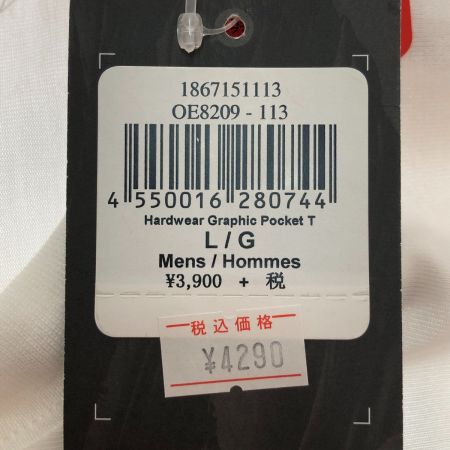 1867151113
OE8209 - 113
4 550016 280744
Hardwear Graphic Pocket T
L / G
Mens / Hommes
¥3,900 + 税
税込価格
¥4290